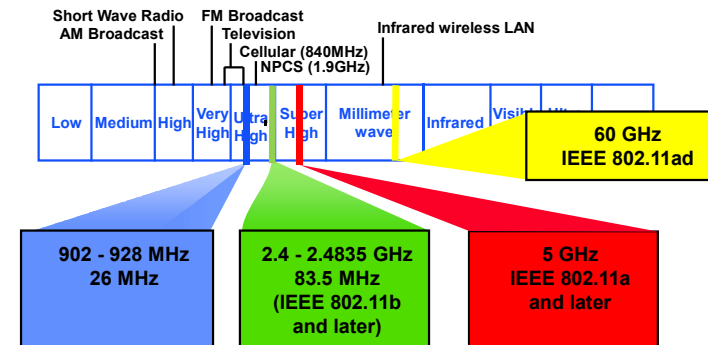 Short Wave Radio
AM Broadcast
FM Broadcast
Television
Cellular (840MHz)
NPCS (1.9GHz)
Infrared wireless LAN
Low
Medium
High
Very
High
Ultra
High
Super
High
Millimeter
wave
Infrared
60 GHz
IEEE 802.11ad
902 - 928 MHz
26 MHz
2.4 - 2.4835 GHz
83.5 MHz
(IEEE 802.11b
and later)
5 GHz
IEEE 802.11a
and later